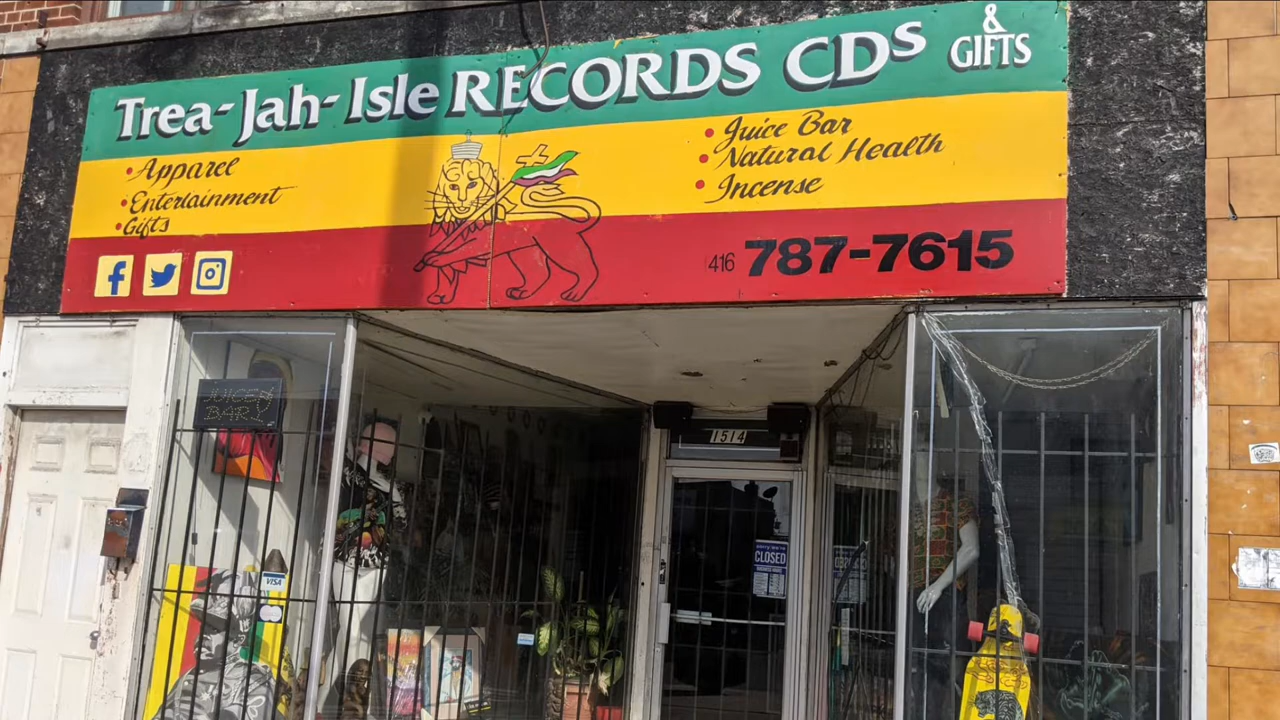 Trea-Jah-Isle RECORDS CDs & GIFTS
• Apparel
• Entertainment
• Gifts
• Juice Bar
• Natural Health
• Incense
416 787-7615
JUICE
BAR
1514
CLOSED
VISA